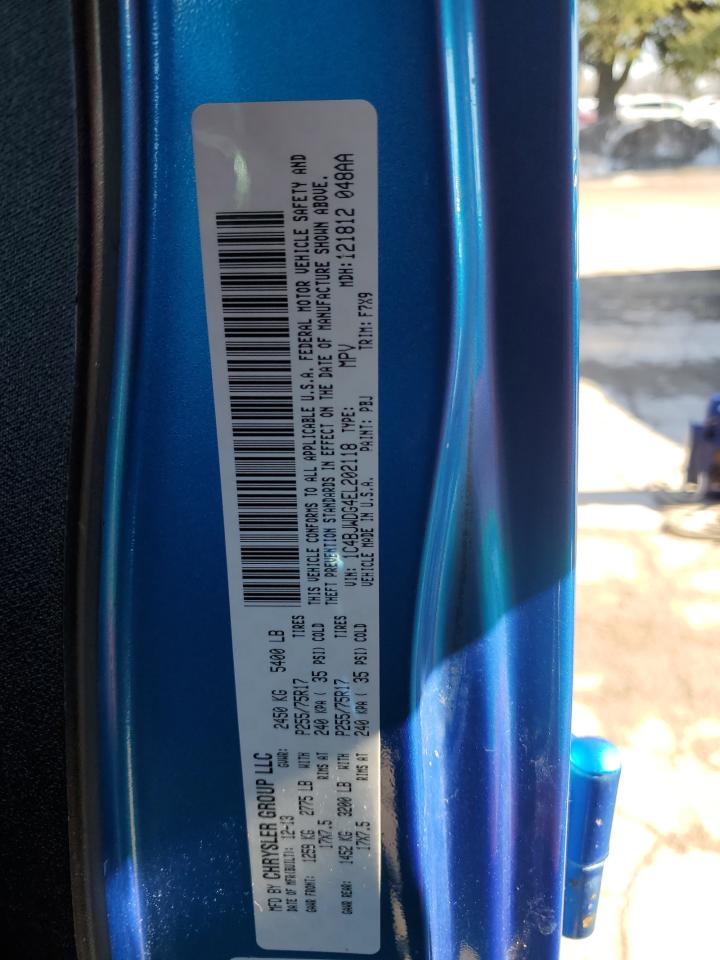 MFD BY CHRYSLER GROUP LLC
DATE OF MFR(BUILT): 12-13 GVWR: 2450 KG 5400 LB
GAWR FRONT: 1259 KG 2775 LB WITH P255/75R17 TIRES
17X7.5 RIMS AT 240 KPA ( 35 PSI) COLD
GAWR REAR: 1452 KG 3200 LB WITH P255/75R17 TIRES
17X7.5 RIMS AT 240 KPA ( 35 PSI) COLD
THIS VEHICLE CONFORMS TO ALL APPLICABLE U.S.A. FEDERAL MOTOR VEHICLE SAFETY AND
THEFT PREVENTION STANDARDS IN EFFECT ON THE DATE OF MANUFACTURE SHOWN ABOVE.
VIN: 1C4BJWDG4EL202118 TYPE: MPV MDH: 121812 048AA
VEHICLE MADE IN U.S.A. PAINT: PBJ TRIM: F7X9